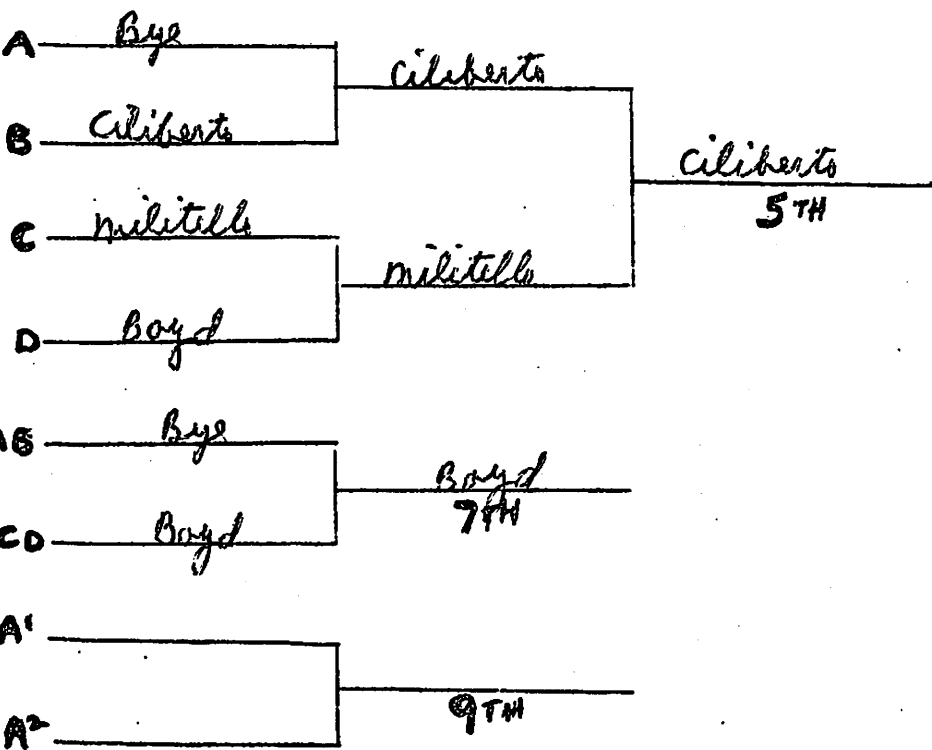 A Bye
Ciliberto
B Ciliberto
Ciliberto
5TH
C Militello
Militello
D Boyd
AB Bye
Boyd
7TH
CD Boyd
A¹
9TH
A²